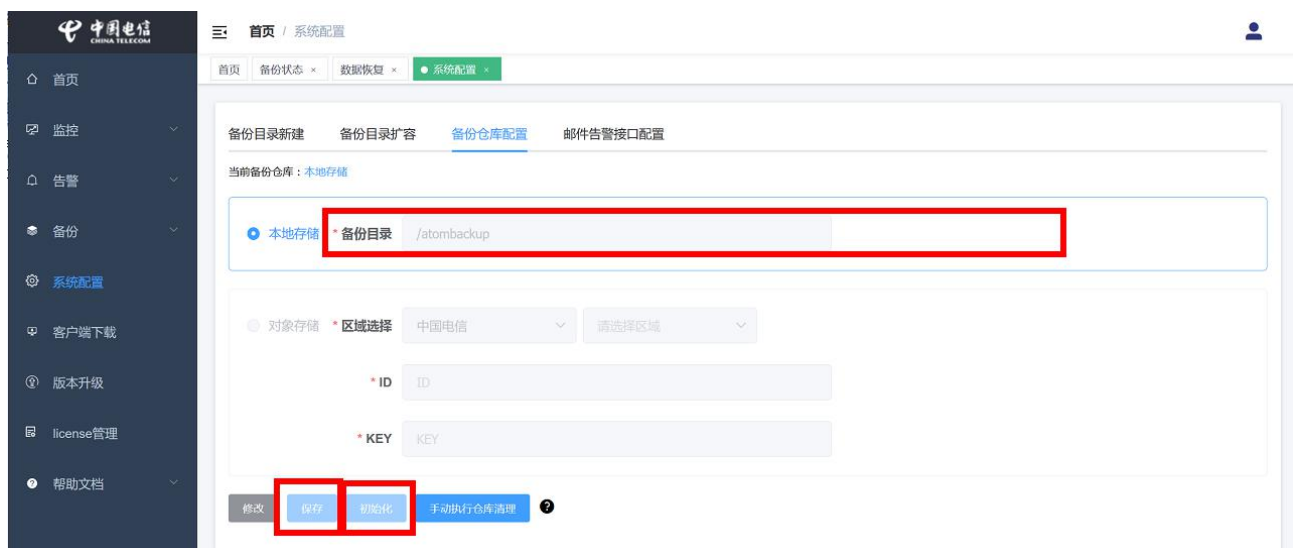 中国电信
CHINA TELECOM
首页 / 系统配置
首页 备份状态 × 数据恢复 × 系统配置 ×
首页
监控
告警
备份
系统配置
客户端下载
版本升级
license管理
帮助文档
备份目录新建 备份目录扩容 备份仓库配置 邮件告警接口配置
当前备份仓库：本地存储
本地存储 * 备份目录 /atombackup
对象存储 * 区域选择 中国电信 请选择区域
* ID ID
* KEY KEY
修改 保存 初始化 手动执行仓库清理 ?